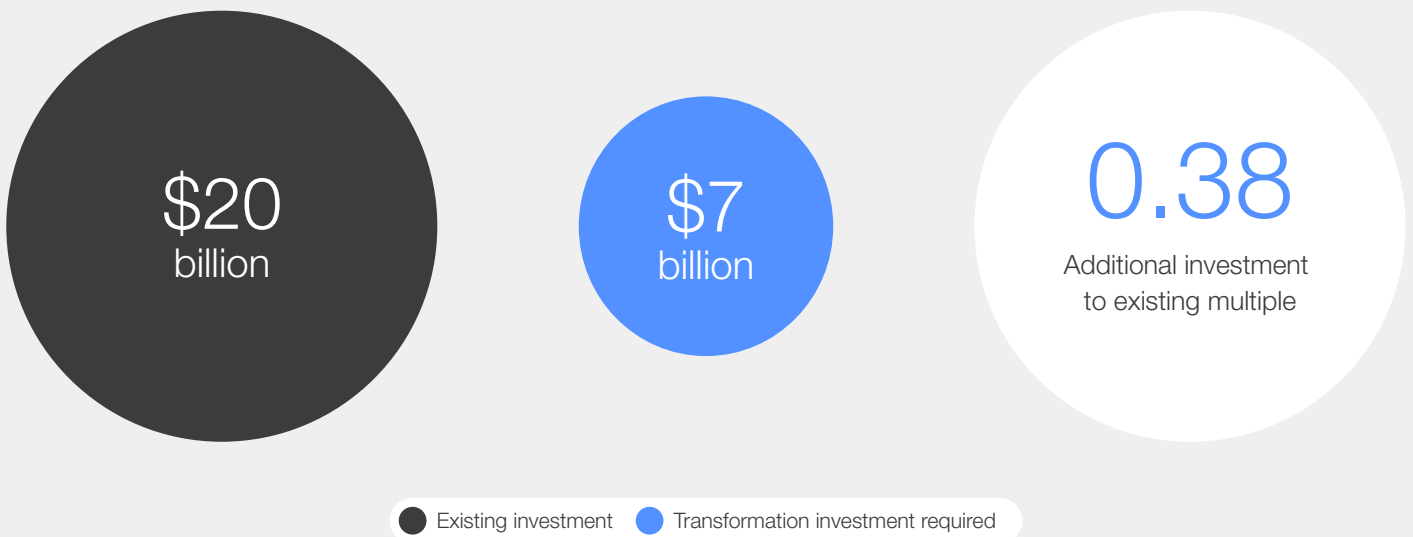 $20
billion
$7
billion
0.38
Additional investment
to existing multiple
Existing investment
Transformation investment required